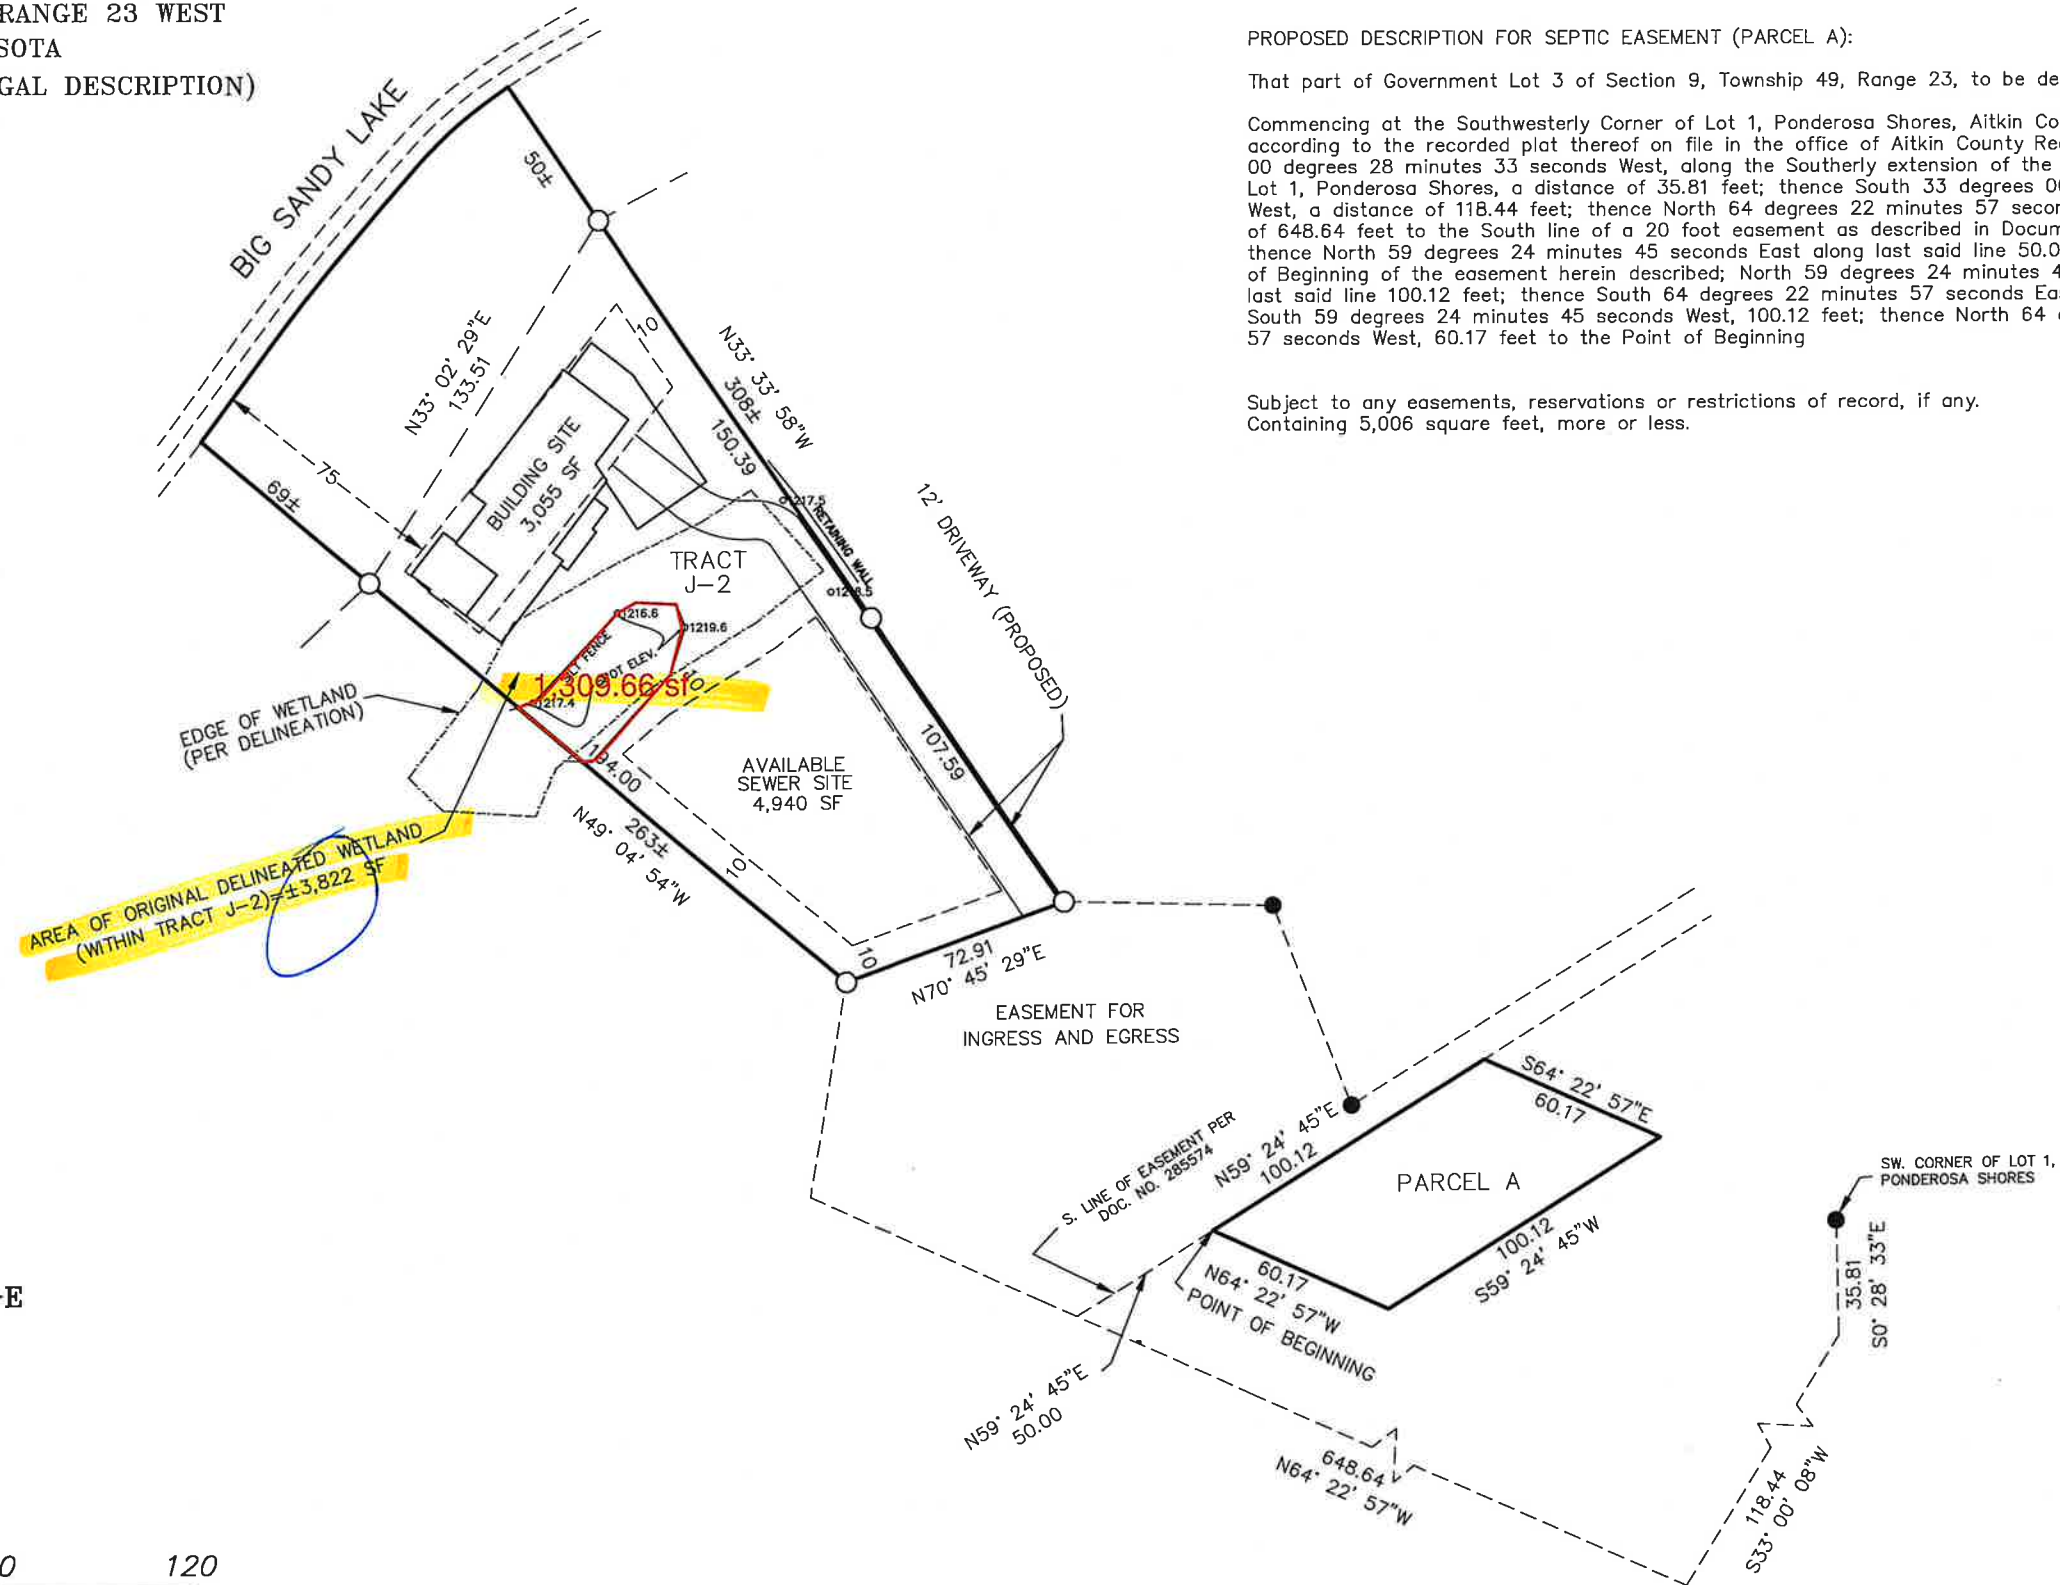 RANGE 23 WEST
SOTA
GAL DESCRIPTION)
PROPOSED DESCRIPTION FOR SEPTIC EASEMENT (PARCEL A):
That part of Government Lot 3 of Section 9, Township 49, Range 23, to be de
Commencing at the Southwesterly Corner of Lot 1, Ponderosa Shores, Aitkin Co
according to the recorded plat thereof on file in the office of Aitkin County Re
00 degrees 28 minutes 33 seconds West, along the Southerly extension of the
Lot 1, Ponderosa Shores, a distance of 35.81 feet; thence South 33 degrees 0
West, a distance of 118.44 feet; thence North 64 degrees 22 minutes 57 secon
of 648.64 feet to the South line of a 20 foot easement as described in Docum
thence North 59 degrees 24 minutes 45 seconds East along last said line 50.0
of Beginning of the easement herein described; North 59 degrees 24 minutes 4
last said line 100.12 feet; thence South 64 degrees 22 minutes 57 seconds Ea
South 59 degrees 24 minutes 45 seconds West, 100.12 feet; thence North 64
57 seconds West, 60.17 feet to the Point of Beginning
Subject to any easements, reservations or restrictions of record, if any.
Containing 5,006 square feet, more or less.
BIG SANDY LAKE
50±
N33° 02' 29"E
133.51
10
N33° 33' 58"W
308±
150.39
75
69±
BUILDING SITE
3,055 SF
1217.5
RETAINING WALL
12' DRIVEWAY (PROPOSED)
TRACT
J-2
1216.6
1219.6
SILT FENCE
SPOT ELEV.
10
1,309.66 sf
1217.4
EDGE OF WETLAND
(PER DELINEATION)
194.00
107.59
AVAILABLE
SEWER SITE
4,940 SF
263±
N49° 04' 54"W
10
AREA OF ORIGINAL DELINEATED WETLAND
(WITHIN TRACT J-2)=±3,822 SF
10
72.91
N70° 45' 29"E
EASEMENT FOR
INGRESS AND EGRESS
S64° 22' 57"E
60.17
S. LINE OF EASEMENT PER
DOC. NO. 285574
N59° 24' 45"E
100.12
PARCEL A
SW. CORNER OF LOT 1,
PONDEROSA SHORES
100.12
S59° 24' 45"W
60.17
N64° 22' 57"W
POINT OF BEGINNING
35.81
S0° 28' 33"E
N59° 24' 45"E
50.00
648.64
N64° 22' 57"W
118.44
S33° 00' 08"W
E
0
120